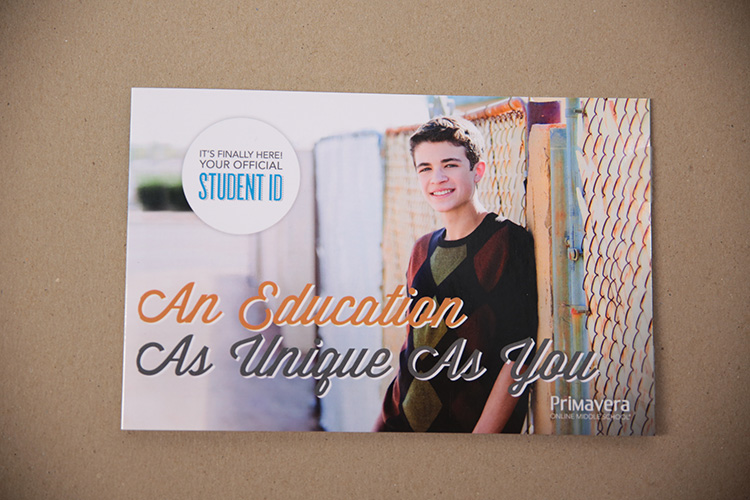 IT'S FINALLY HERE!
YOUR OFFICIAL
STUDENT ID
An Education
As Unique As You
PriMavera
ONLINE MIDDLE SCHOOL